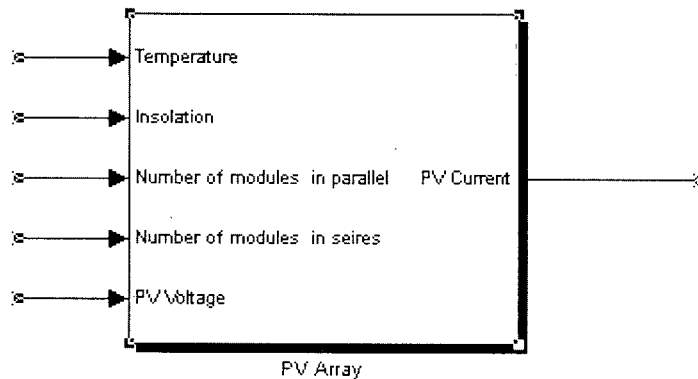 Temperature
Insolation
Number of modules in parallel PV Current
Number of modules in seires
PV Voltage
PV Array